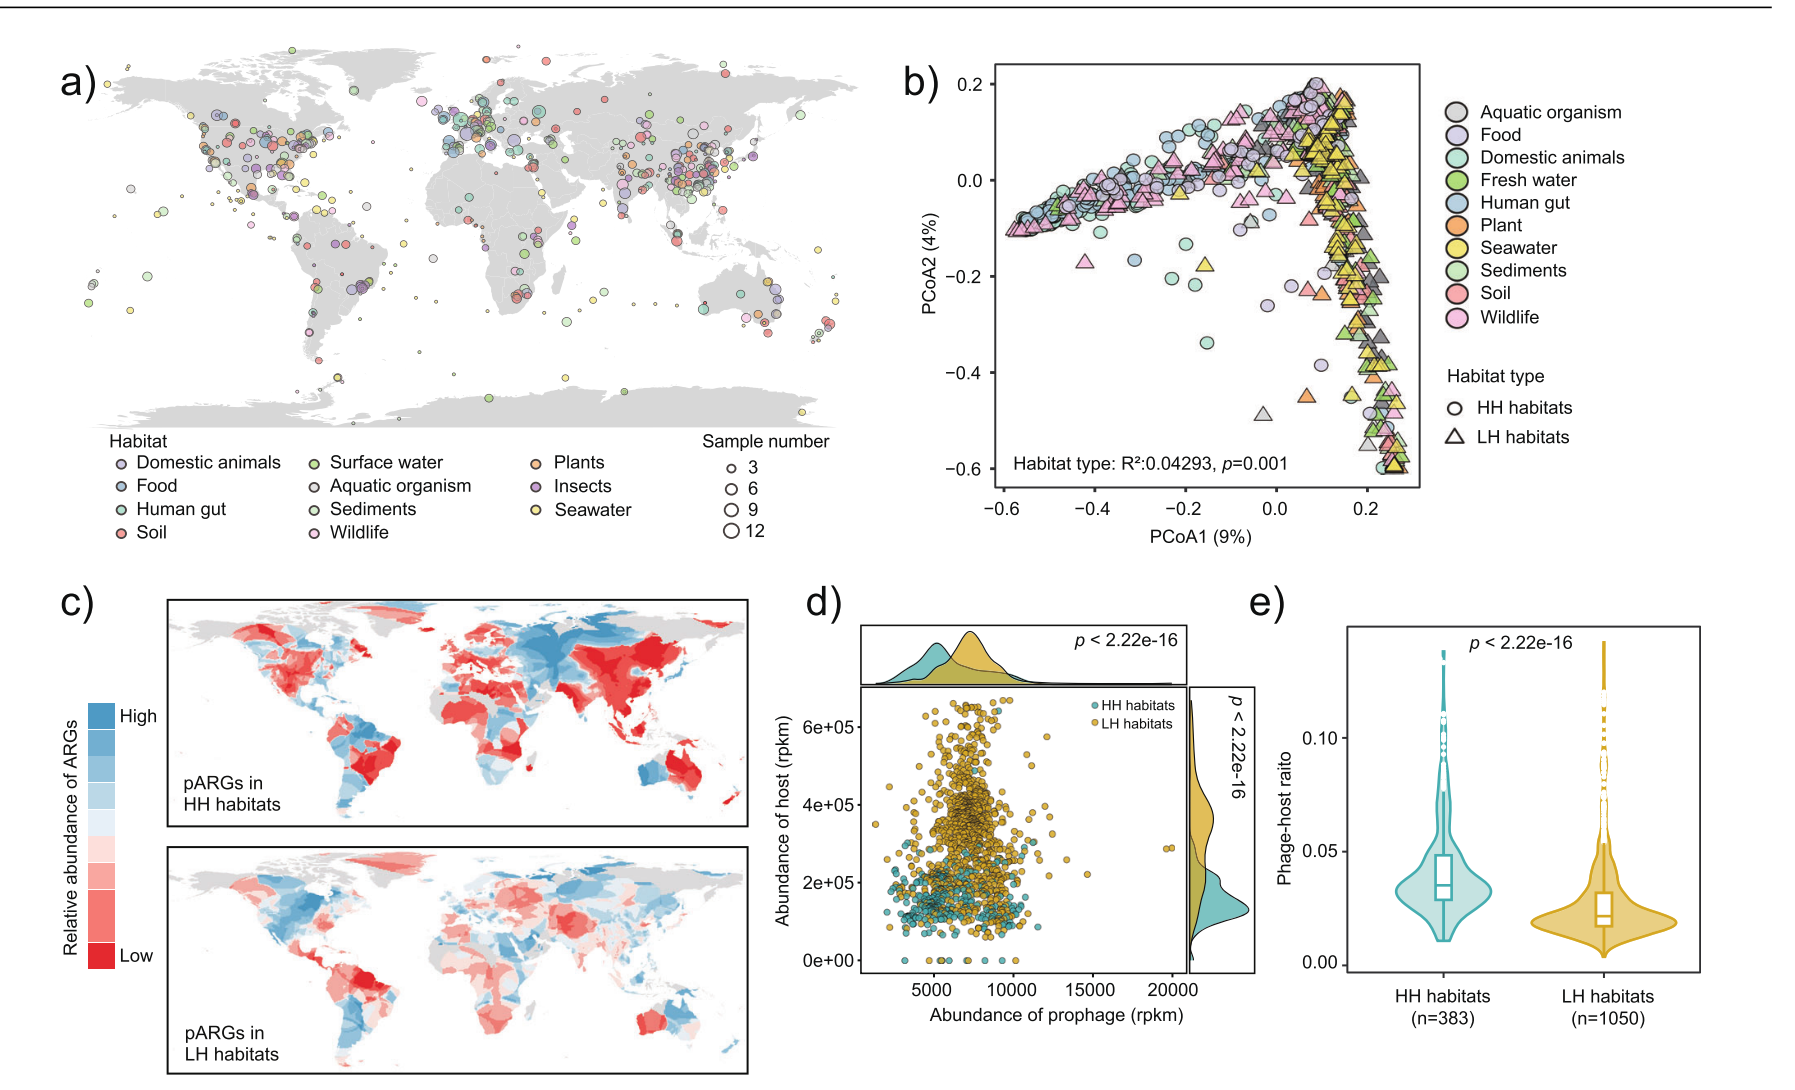 a)
Habitat
Domestic animals
Food
Human gut
Soil
Surface water
Aquatic organism
Sediments
Wildlife
Plants
Insects
Seawater
Sample number
3
6
9
12
b)
PCoA2 (4%)
0.2
0.0
−0.2
−0.4
−0.6
Habitat type: R²:0.04293, p=0.001
−0.6
−0.4
−0.2
0.0
0.2
PCoA1 (9%)
Aquatic organism
Food
Domestic animals
Fresh water
Human gut
Plant
Seawater
Sediments
Soil
Wildlife
Habitat type
HH habitats
LH habitats
c)
Relative abundance of ARGs
High
Low
pARGs in
HH habitats
pARGs in
LH habitats
d)
p < 2.22e-16
p < 2.22e-16
HH habitats
LH habitats
Abundance of host (rpkm)
6e+05
4e+05
2e+05
0e+00
5000
10000
15000
20000
Abundance of prophage (rpkm)
e)
p < 2.22e-16
Phage-host raito
0.10
0.05
0.00
HH habitats
(n=383)
LH habitats
(n=1050)